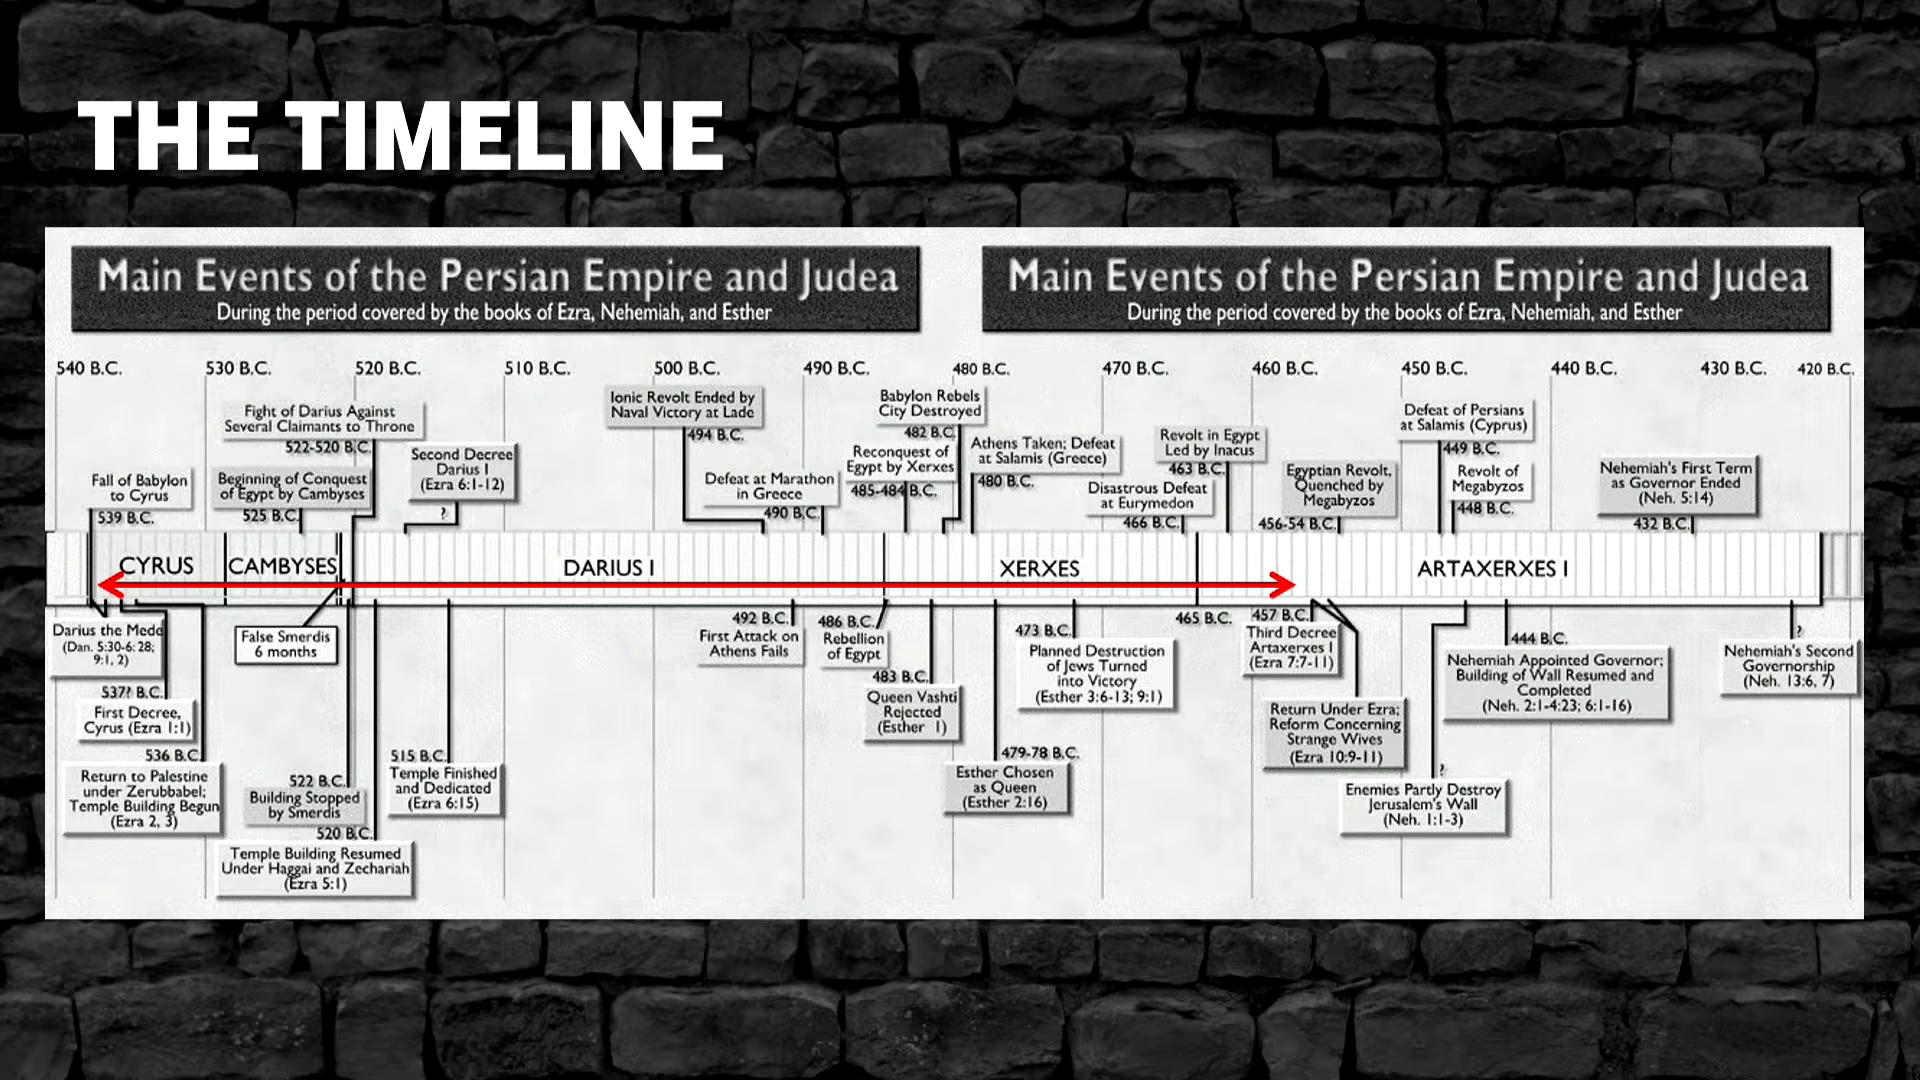 THE TIMELINE
Main Events of the Persian Empire and Judea
During the period covered by the books of Ezra, Nehemiah, and Esther
Main Events of the Persian Empire and Judea
During the period covered by the books of Ezra, Nehemiah, and Esther
540 B.C. 530 B.C. 520 B.C. 510 B.C. 500 B.C. 490 B.C. 480 B.C. 470 B.C. 460 B.C. 450 B.C. 440 B.C. 430 B.C. 420 B.C.
Fall of Babylon
to Cyrus
539 B.C.
Fight of Darius Against
Several Claimants to Throne
522-520 B.C.
Beginning of Conquest
of Egypt by Cambyses
525 B.C.
Second Decree
Darius I
(Ezra 6:1-12)
?
Ionic Revolt Ended by
Naval Victory at Lade
494 B.C.
Defeat at Marathon
in Greece
490 B.C.
Babylon Rebels
City Destroyed
482 B.C.
Reconquest of
Egypt by Xerxes
485-484 B.C.
Athens Taken; Defeat
at Salamis (Greece)
480 B.C.
Disastrous Defeat
at Eurymedon
466 B.C.
Revolt in Egypt
Led by Inacus
463 B.C.
Egyptian Revolt,
Quenched by
Megabyzos
456-54 B.C.
Defeat of Persians
at Salamis (Cyprus)
449 B.C.
Revolt of
Megabyzos
448 B.C.
Nehemiah's First Term
as Governor Ended
(Neh. 5:14)
432 B.C.
CYRUS CAMBYSES DARIUS I XERXES ARTAXERXES I
Darius the Mede
(Dan. 5:30-6:28;
9:1, 2)
537? B.C.
First Decree,
Cyrus (Ezra 1:1)
536 B.C.
Return to Palestine
under Zerubbabel;
Temple Building Begun
(Ezra 2, 3)
False Smerdis
6 months
522 B.C.
Building Stopped
by Smerdis
520 B.C.
Temple Building Resumed
Under Haggai and Zechariah
(Ezra 5:1)
515 B.C.
Temple Finished
and Dedicated
(Ezra 6:15)
492 B.C.
First Attack on
Athens Fails
486 B.C.
Rebellion
of Egypt
483 B.C.
Queen Vashti
Rejected
(Esther 1)
479-78 B.C.
Esther Chosen
as Queen
(Esther 2:16)
473 B.C.
Planned Destruction
of Jews Turned
into Victory
(Esther 3:6-13; 9:1)
465 B.C.
457 B.C.
Third Decree
Artaxerxes I
(Ezra 7:7-11)
Return Under Ezra;
Reform Concerning
Strange Wives
(Ezra 10:9-11)
?
Enemies Partly Destroy
Jerusalem's Wall
(Neh. 1:1-3)
444 B.C.
Nehemiah Appointed Governor;
Building of Wall Resumed and
Completed
(Neh. 2:1-4:23; 6:1-16)
?
Nehemiah's Second
Governorship
(Neh. 13:6, 7)